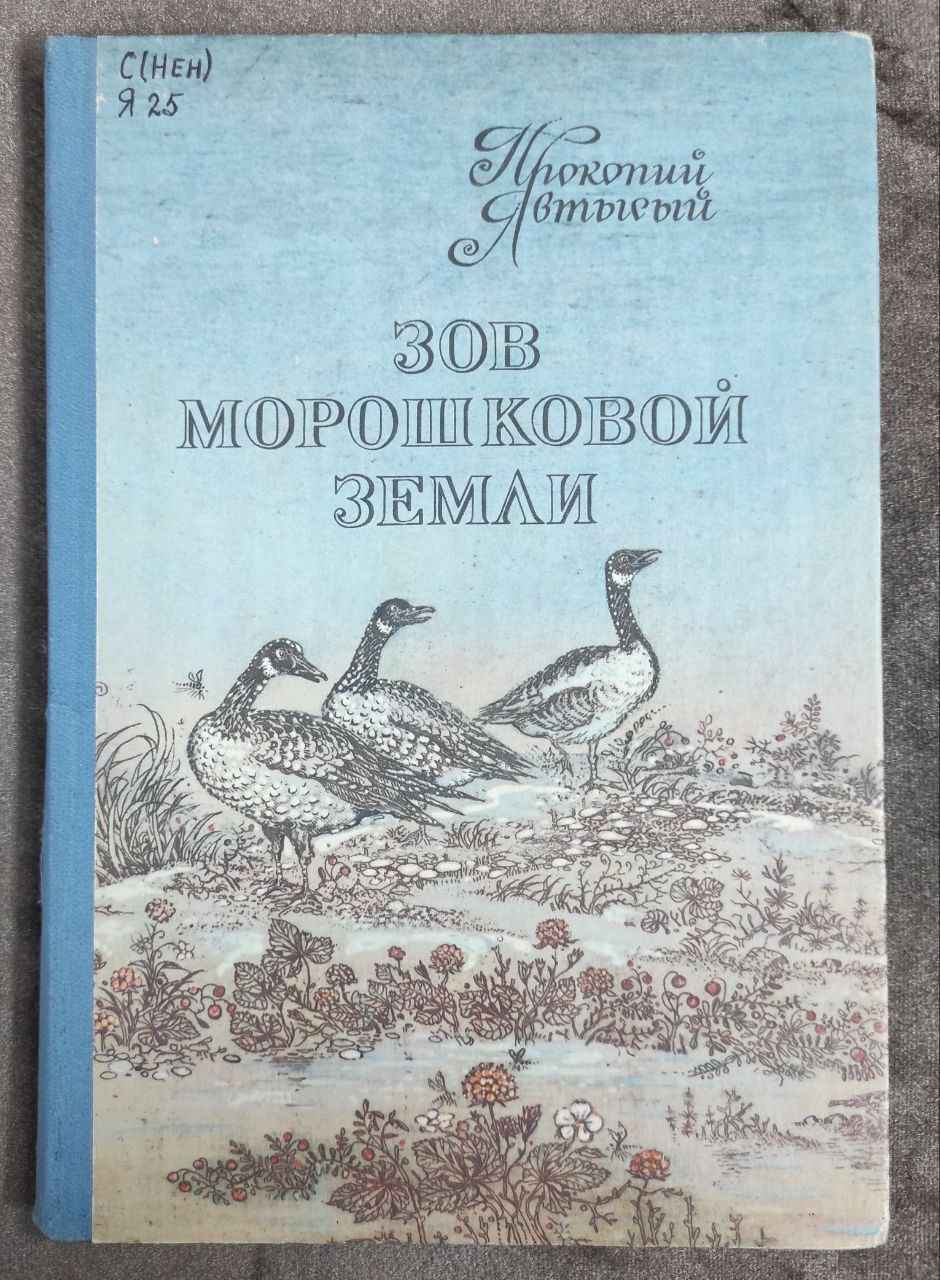 С(НЕН)
Я 25
Прокопий
Явтысый
ЗОВ
МОРОШКОВОЙ
ЗЕМЛИ